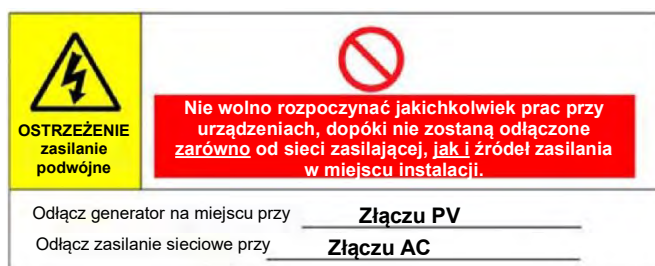 OSTRZEŻENIE
zasilanie
podwójne
Nie wolno rozpoczynać jakichkolwiek prac przy
urządzeniach, dopóki nie zostaną odłączone
zarówno od sieci zasilającej, jak i źródeł zasilania
w miejscu instalacji.
Odłącz generator na miejscu przy Złączu PV
Odłącz zasilanie sieciowe przy Złączu AC